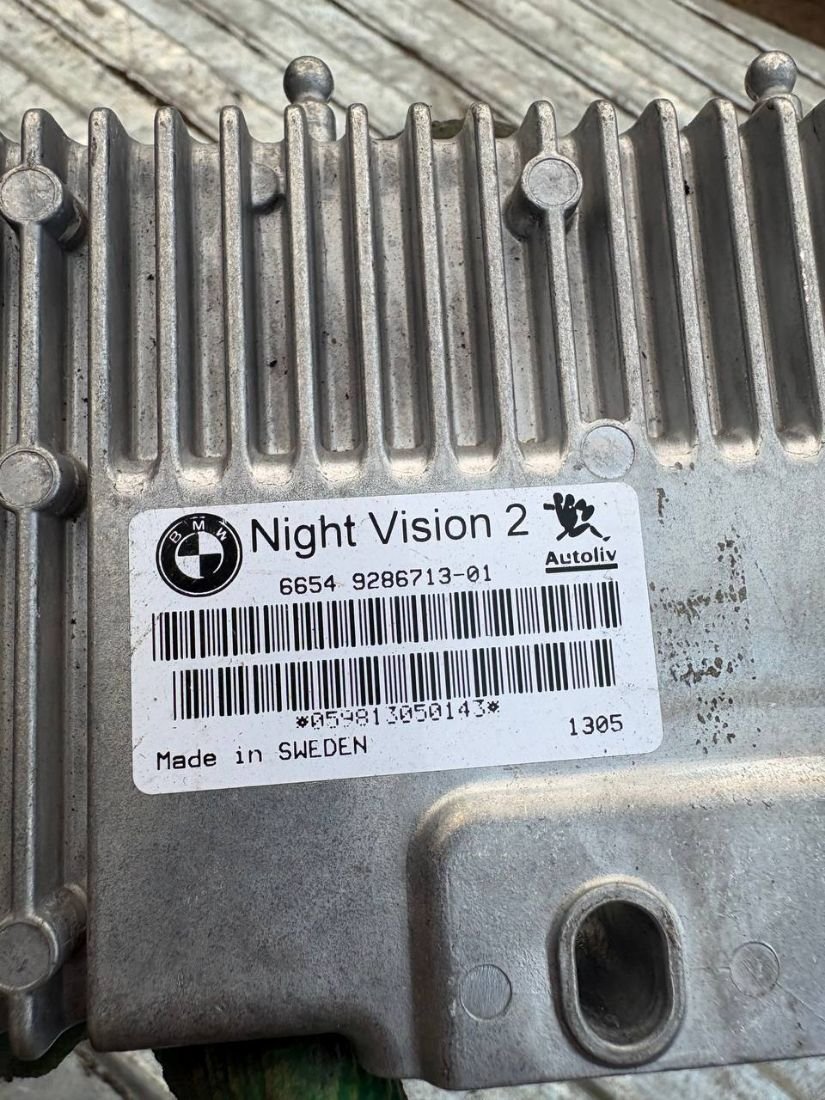 BMW
Night Vision 2
Autoliv
6654 9286713-01
*059813050143*
1305
Made in SWEDEN